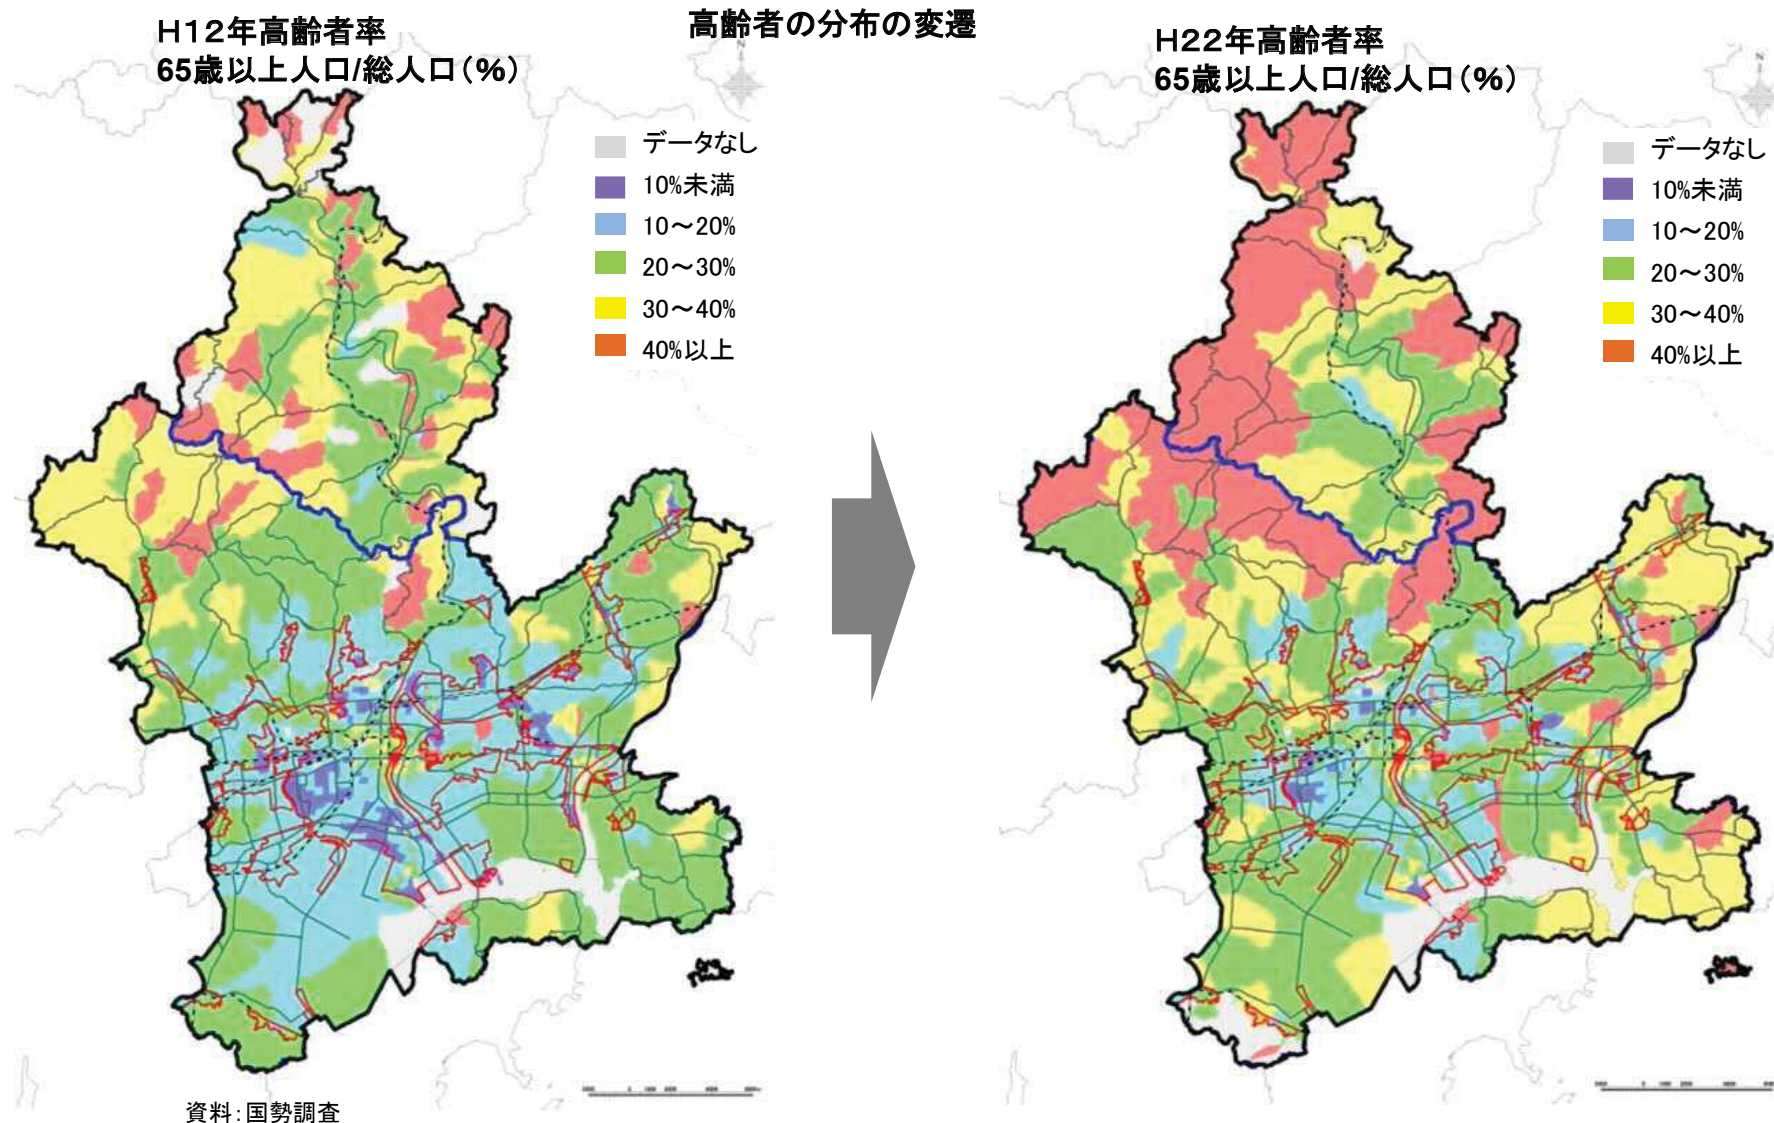 高齢者の分布の変遷
H12年高齢者率
65歳以上人口/総人口(%)
データなし
10%未満
10~20%
20~30%
30~40%
40%以上
H22年高齢者率
65歳以上人口/総人口(%)
データなし
10%未満
10~20%
20~30%
30~40%
40%以上
資料:国勢調査